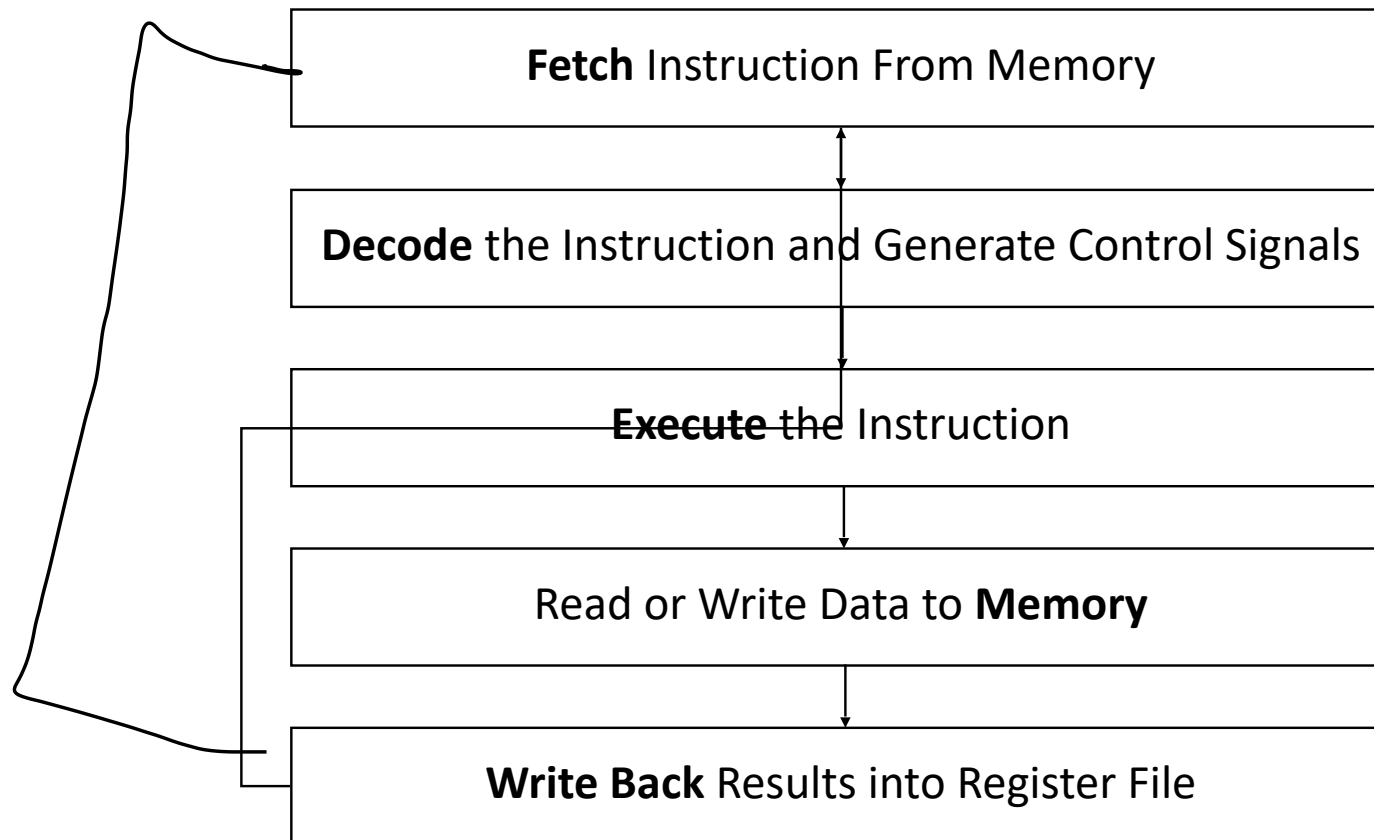 Fetch Instruction From Memory
Decode the Instruction and Generate Control Signals
Execute the Instruction
Read or Write Data to Memory
Write Back Results into Register File